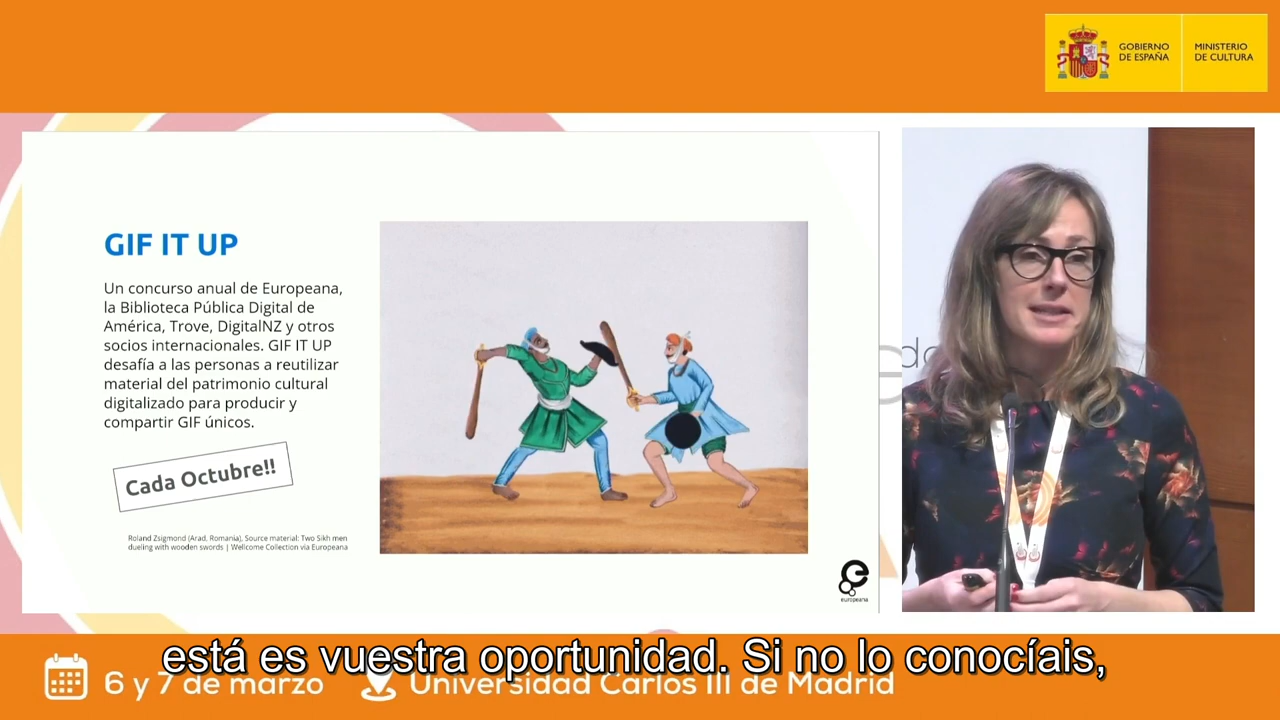 GOBIERNO
DE ESPAÑA
MINISTERIO
DE CULTURA
GIF IT UP
Un concurso anual de Europeana,
la Biblioteca Pública Digital de
América, Trove, DigitalNZ y otros
socios internacionales. GIF IT UP
desafía a las personas a reutilizar
material del patrimonio cultural
digitalizado para producir y
compartir GIF únicos.
Cada Octubre!!
Roland Zsigmond (Arad, Romania), Source material: Two Sikh men
dueling with wooden swords | Wellcome Collection via Europeana
europeana
está es vuestra oportunidad. Si no lo conocíais,
6 y 7 de marzo
Universidad Carlos III de Madrid